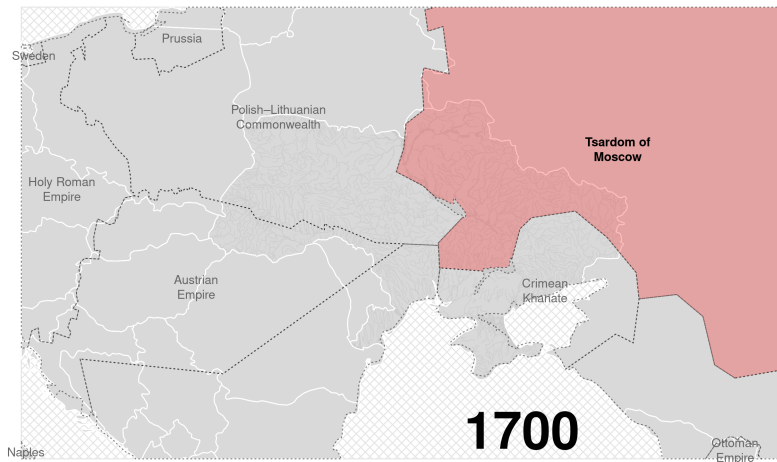 Prussia
Sweden
Polish–Lithuanian
Commonwealth
Tsardom of
Moscow
Holy Roman
Empire
Austrian
Empire
Crimean
Khanate
1700
Ottoman
Empire
Naples